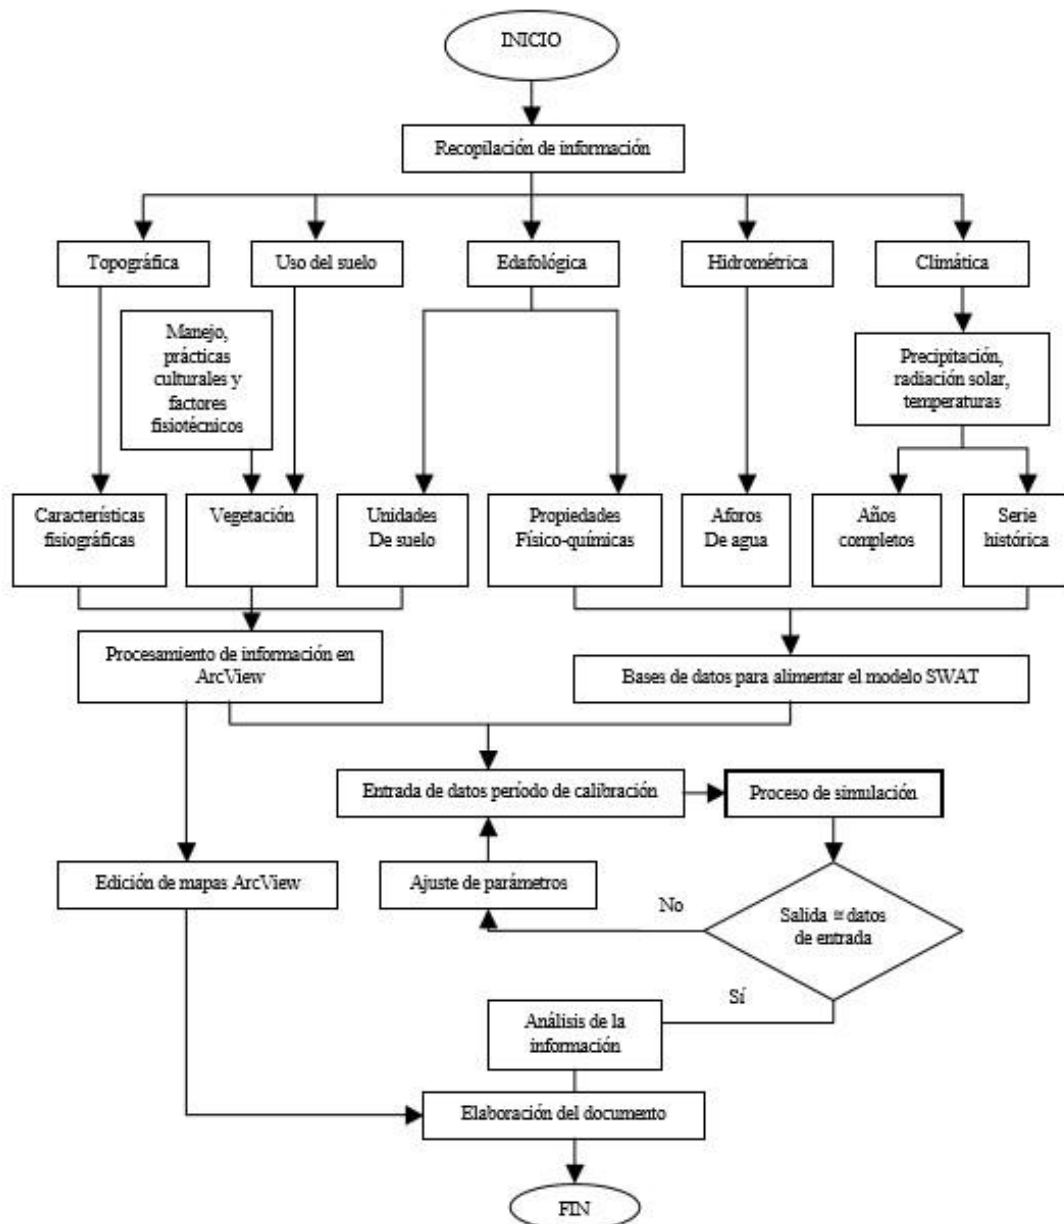 INICIO
Recopilación de información
Topográfica
Uso del suelo
Edafológica
Hidrométrica
Climática
Manejo,
prácticas
culturales y
factores
fisiotécnicos
Precipitación,
radiación solar,
temperaturas
Características
fisiográficas
Vegetación
Unidades
De suelo
Propiedades
Físico-químicas
Aforos
De agua
Años
completos
Serie
histórica
Procesamiento de información en
ArcView
Bases de datos para alimentar el modelo SWAT
Entrada de datos período de calibración
Proceso de simulación
Edición de mapas ArcView
Ajuste de parámetros
No
Salida ≅ datos
de entrada
Sí
Análisis de la
información
Elaboración del documento
FIN